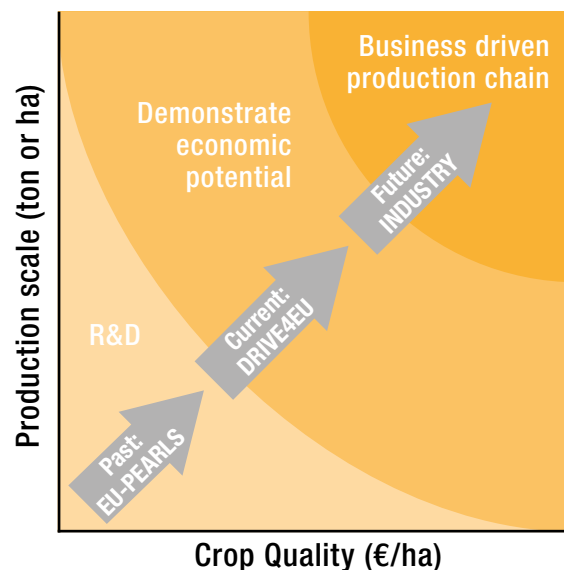 Business driven
production chain
Demonstrate
economic
potential
Future:
INDUSTRY
Current:
DRIVE4EU
R&D
Past:
EU-PEARLS
Production scale (ton or ha)
Crop Quality (€/ha)